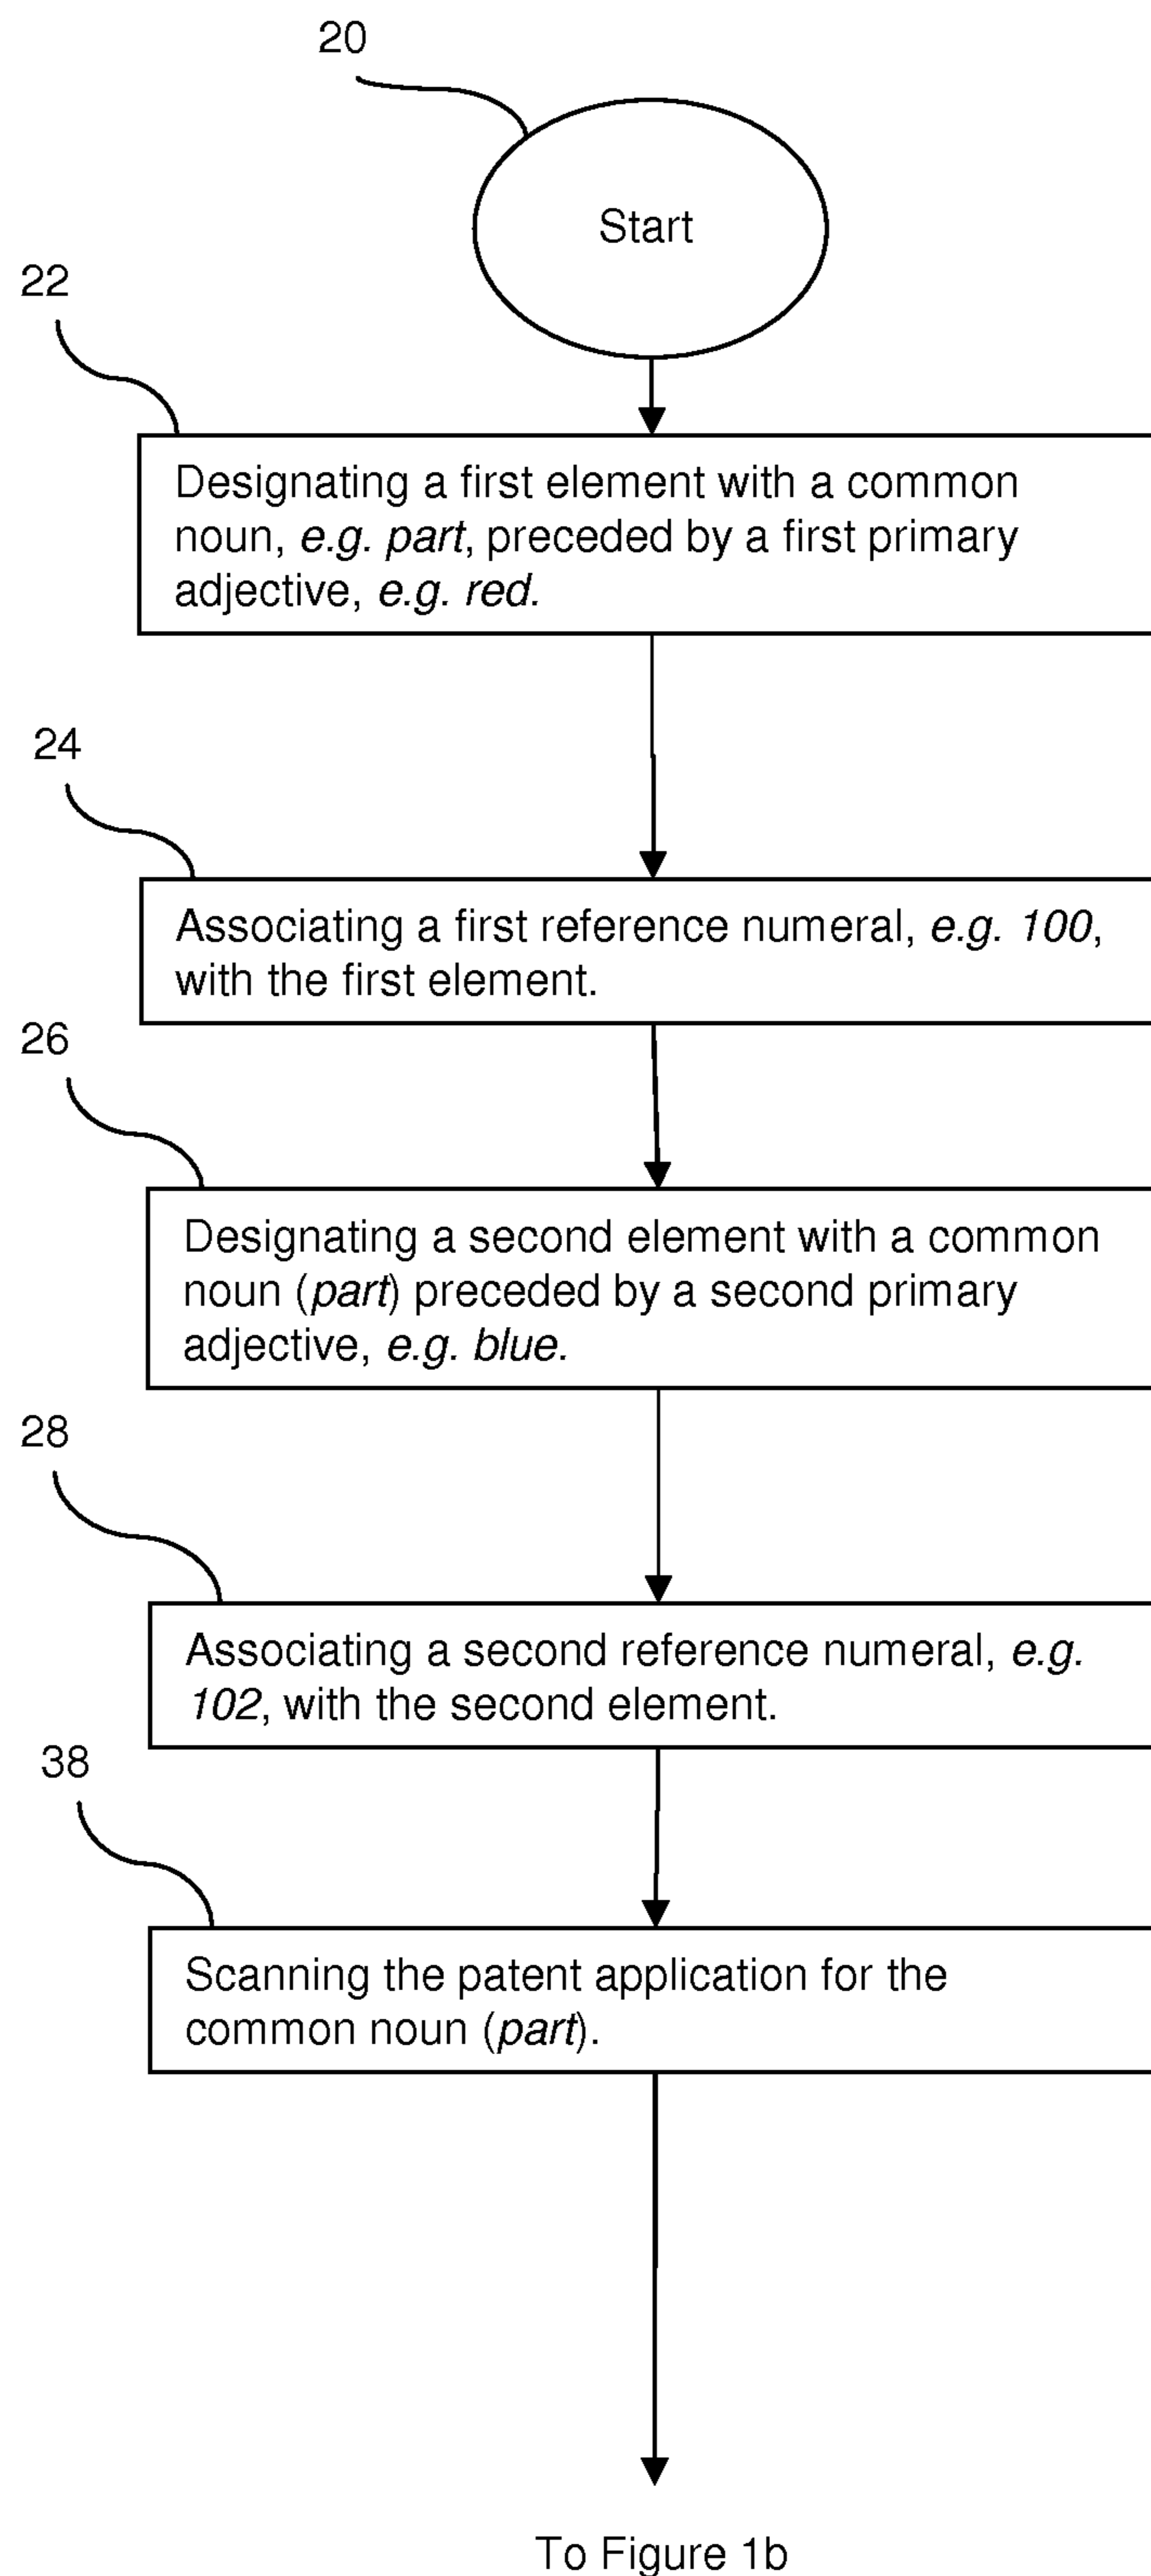 20
Start
22
Designating a first element with a common
noun, e.g. part, preceded by a first primary
adjective, e.g. red.
24
Associating a first reference numeral, e.g. 100,
with the first element.
26
Designating a second element with a common
noun (part) preceded by a second primary
adjective, e.g. blue.
28
Associating a second reference numeral, e.g.
102, with the second element.
38
Scanning the patent application for the
common noun (part).
To Figure 1b